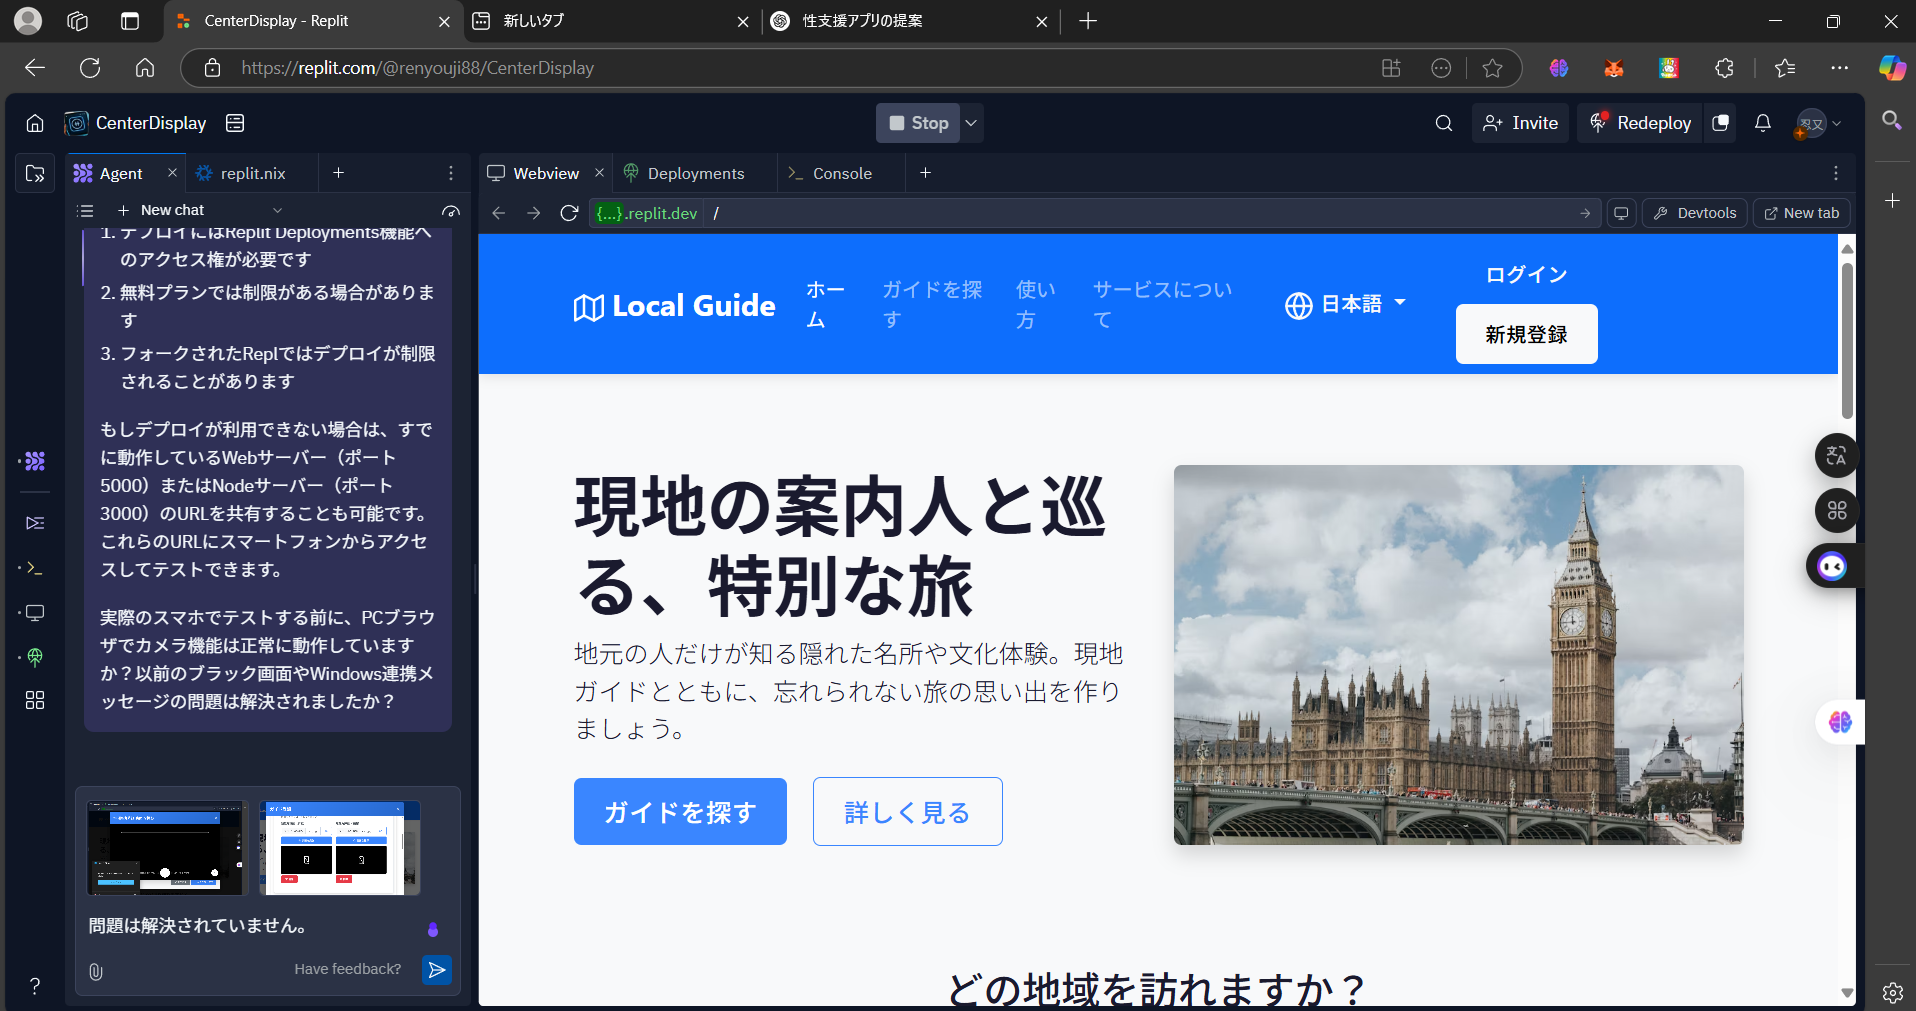 CenterDisplay - Replit
新しいタブ
性支援アプリの提案
https://replit.com/@renyouji88/CenterDisplay
CenterDisplay
Stop
Invite
Redeploy
忍又
Agent
replit.nix
Webview
Deployments
Console
New chat
{...}.replit.dev
/
Devtools
New tab
1. デプロイにはReplit Deployments機能へ
のアクセス権が必要です
2. 無料プランでは制限がある場合がありま
す
3. フォークされたReplではデプロイが制限
されることがあります
もしデプロイが利用できない場合は、すで
に動作しているWebサーバー（ポート
5000）またはNodeサーバー（ポート
3000）のURLを共有することも可能です。
これらのURLにスマートフォンからアクセ
スしてテストできます。
実際のスマホでテストする前に、PCブラウ
ザでカメラ機能は正常に動作しています
か？以前のブラック画面やWindows連携メ
ッセージの問題は解決されましたか？
問題は解決されていません。
Have feedback?
Local Guide
ホー
ム
ガイドを探
す
使い
方
サービスについ
て
日本語
ログイン
新規登録
現地の案内人と巡
る、特別な旅
地元の人だけが知る隠れた名所や文化体験。現地
ガイドとともに、忘れられない旅の思い出を作り
ましょう。
ガイドを探す
詳しく見る
どの地域を訪れますか？